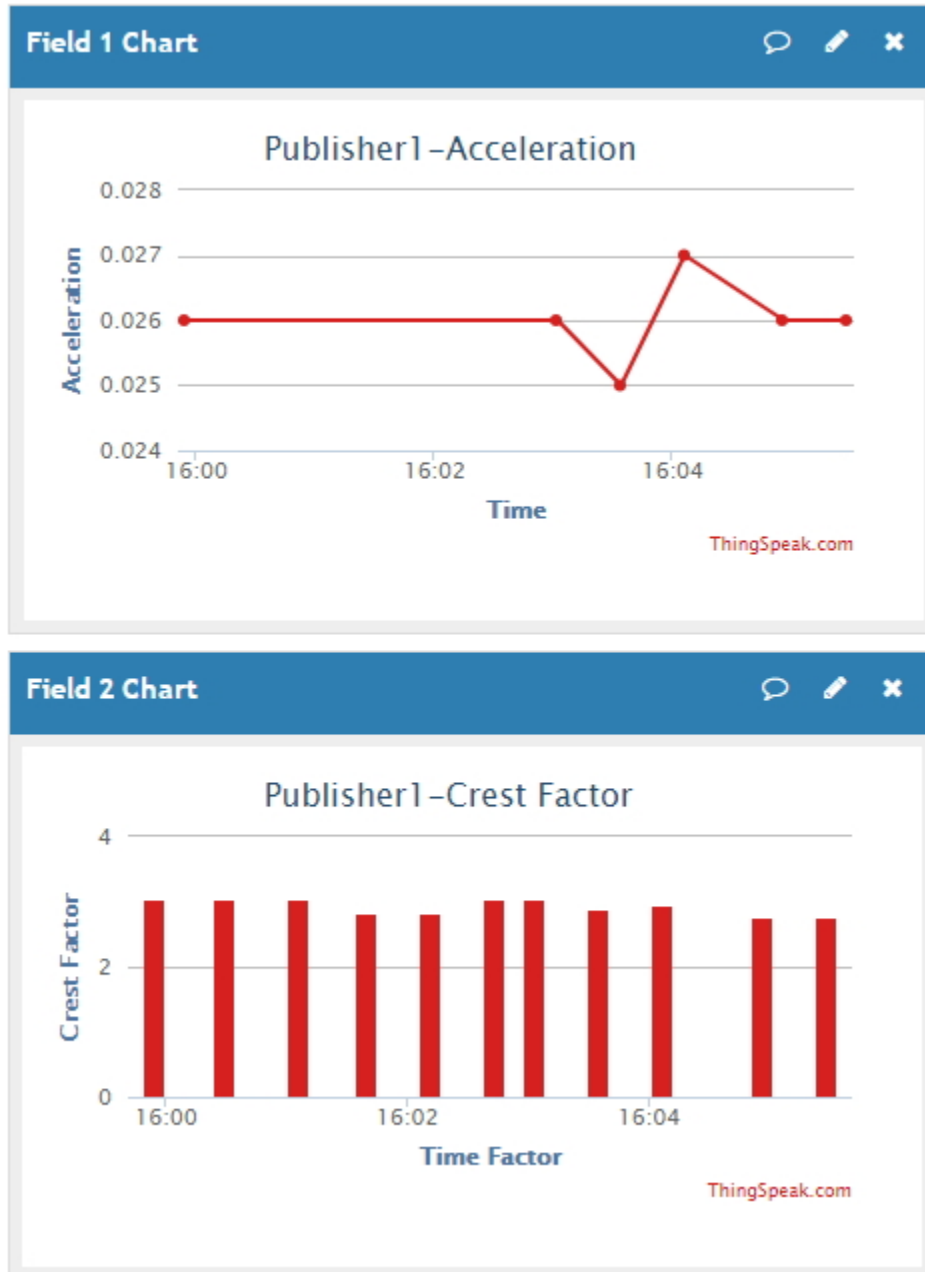 Field 1 Chart
Publisher1-Acceleration
0.028
0.027
0.026
0.025
0.024
Acceleration
16:00 16:02 16:04
Time
ThingSpeak.com
Field 2 Chart
Publisher1-Crest Factor
4
2
0
Crest Factor
16:00 16:02 16:04
Time Factor
ThingSpeak.com